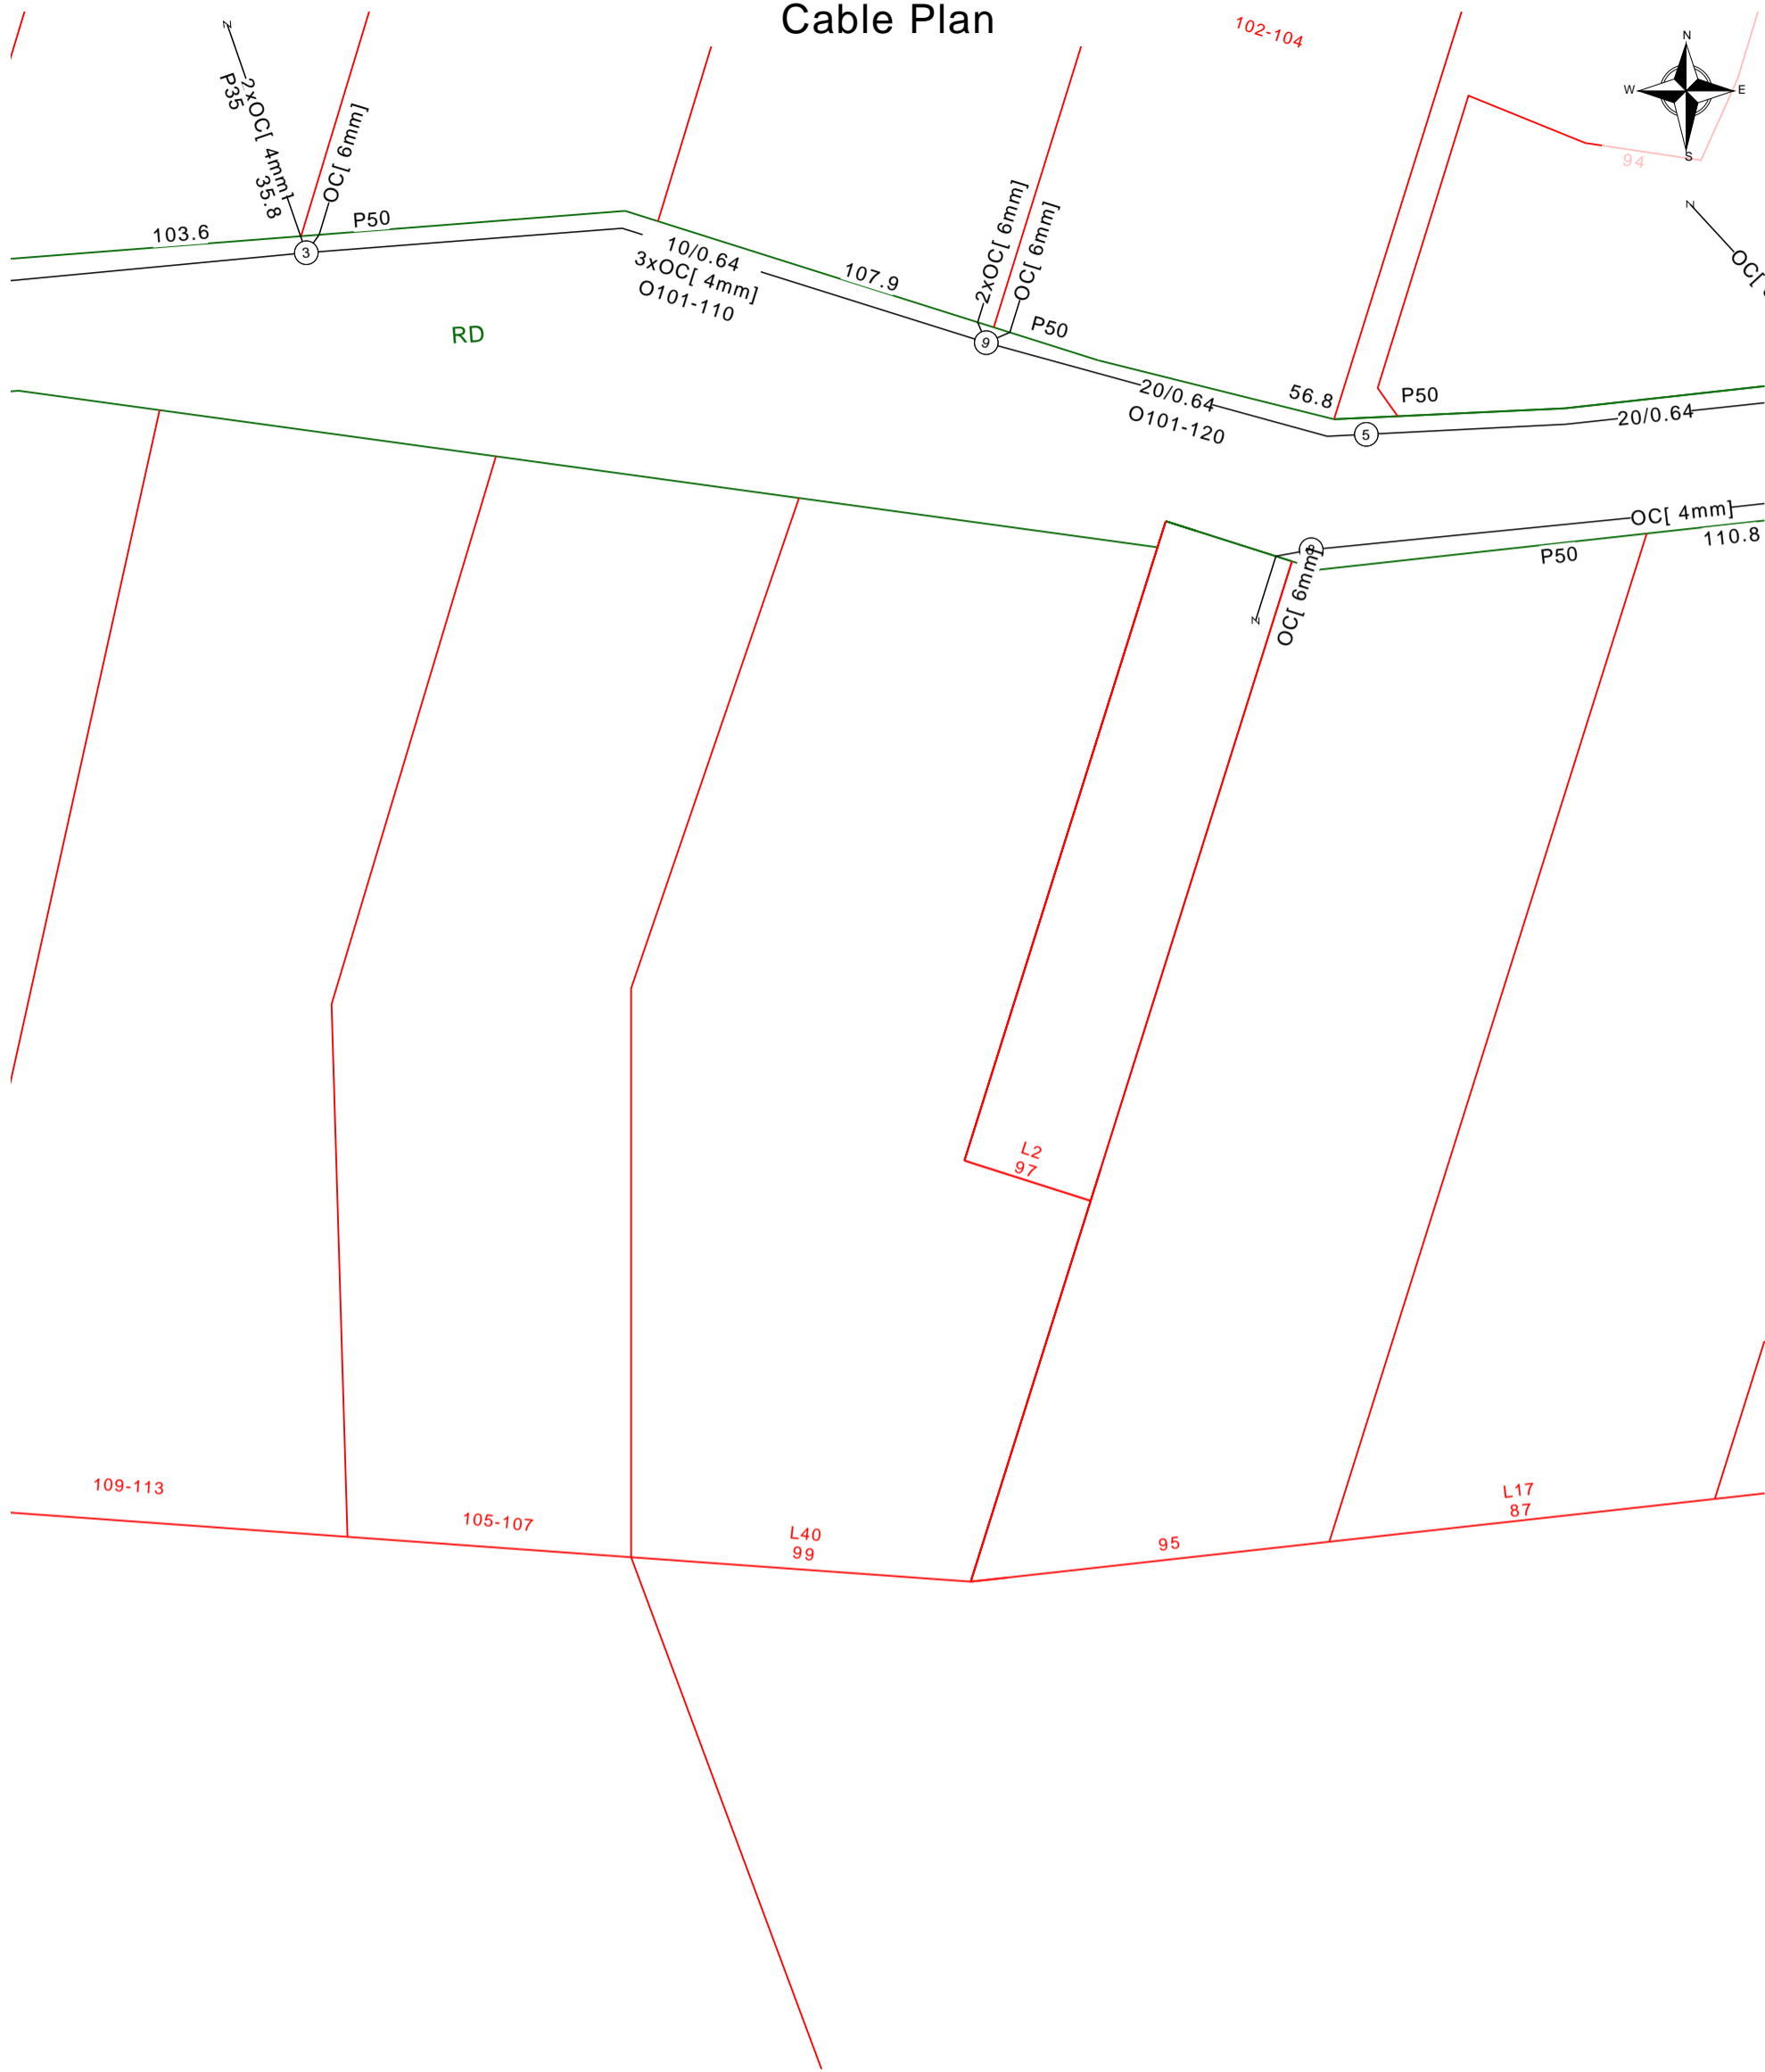 Cable Plan
102-104
N
W
E
S
94
P35
2xOC[ 4mm]
35.8
OC[ 6mm]
103.6
3
P50
10/0.64
3xOC[ 4mm]
O101-110
107.9
2xOC[ 6mm]
OC[ 6mm]
9
P50
20/0.64
O101-120
56.8
5
P50
20/0.64
OC[
RD
8
OC[ 6mm]
OC[ 4mm]
P50
110.8
L2
97
109-113
105-107
L40
99
95
L17
87